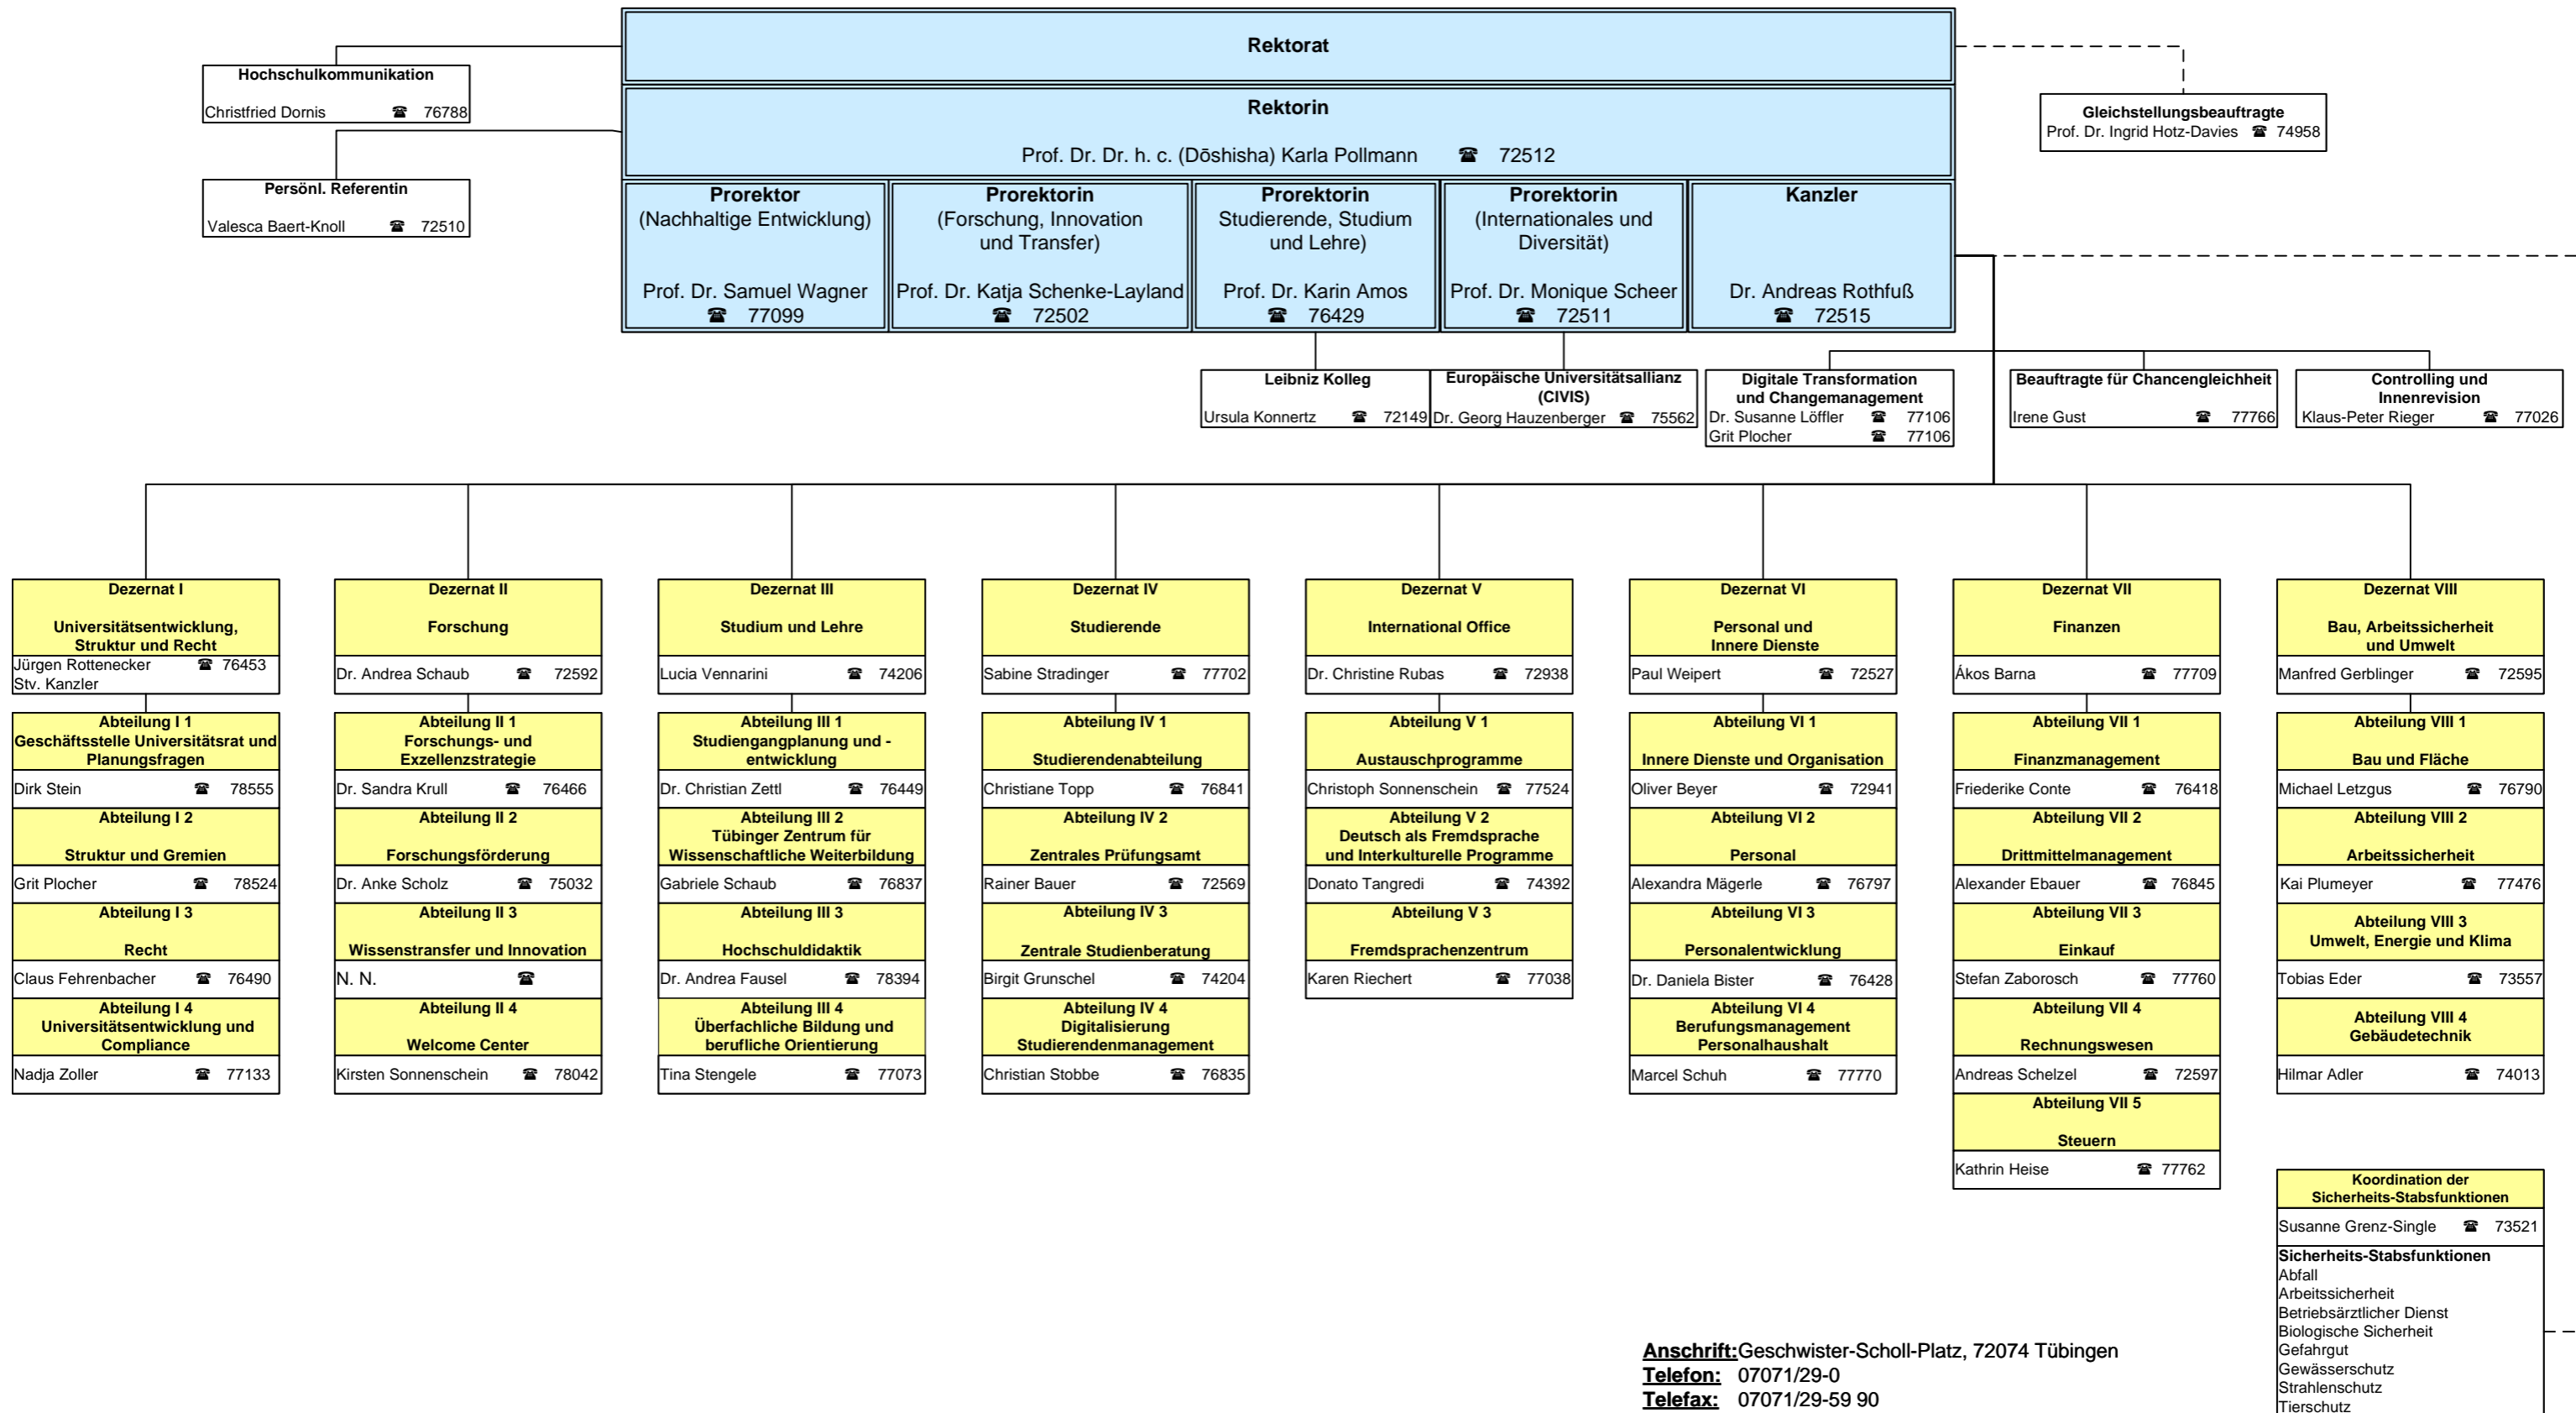 Rektorat
Hochschulkommunikation
Christfried Dornis ☎ 76788
Rektorin
Prof. Dr. Dr. h. c. (Dōshisha) Karla Pollmann ☎ 72512
Gleichstellungsbeauftragte
Prof. Dr. Ingrid Hotz-Davies ☎ 74958
Persönl. Referentin
Valesca Baert-Knoll ☎ 72510
Prorektor
(Nachhaltige Entwicklung)
Prof. Dr. Samuel Wagner
☎ 77099
Prorektorin
(Forschung, Innovation
und Transfer)
Prof. Dr. Katja Schenke-Layland
☎ 72502
Prorektorin
Studierende, Studium
und Lehre)
Prof. Dr. Karin Amos
☎ 76429
Prorektorin
(Internationales und
Diversität)
Prof. Dr. Monique Scheer
☎ 72511
Kanzler
Dr. Andreas Rothfuß
☎ 72515
Leibniz Kolleg
Ursula Konnertz ☎ 72149
Europäische Universitätsallianz
(CIVIS)
Dr. Georg Hauzenberger ☎ 75562
Digitale Transformation
und Changemanagement
Dr. Susanne Löffler ☎ 77106
Grit Plocher ☎ 77106
Beauftragte für Chancengleichheit
Irene Gust ☎ 77766
Controlling und
Innenrevision
Klaus-Peter Rieger ☎ 77026
Dezernat I
Universitätsentwicklung,
Struktur und Recht
Jürgen Rottenecker ☎ 76453
Stv. Kanzler
Abteilung I 1
Geschäftsstelle Universitätsrat und
Planungsfragen
Dirk Stein ☎ 78555
Abteilung I 2
Struktur und Gremien
Grit Plocher ☎ 78524
Abteilung I 3
Recht
Claus Fehrenbacher ☎ 76490
Abteilung I 4
Universitätsentwicklung und
Compliance
Nadja Zoller ☎ 77133
Dezernat II
Forschung
Dr. Andrea Schaub ☎ 72592
Abteilung II 1
Forschungs- und
Exzellenzstrategie
Dr. Sandra Krull ☎ 76466
Abteilung II 2
Forschungsförderung
Dr. Anke Scholz ☎ 75032
Abteilung II 3
Wissenstransfer und Innovation
N. N. ☎
Abteilung II 4
Welcome Center
Kirsten Sonnenschein ☎ 78042
Dezernat III
Studium und Lehre
Lucia Vennarini ☎ 74206
Abteilung III 1
Studiengangplanung und -
entwicklung
Dr. Christian Zettl ☎ 76449
Abteilung III 2
Tübinger Zentrum für
Wissenschaftliche Weiterbildung
Gabriele Schaub ☎ 76837
Abteilung III 3
Hochschuldidaktik
Dr. Andrea Fausel ☎ 78394
Abteilung III 4
Überfachliche Bildung und
berufliche Orientierung
Tina Stengele ☎ 77073
Dezernat IV
Studierende
Sabine Stradinger ☎ 77702
Abteilung IV 1
Studierendenabteilung
Christiane Topp ☎ 76841
Abteilung IV 2
Zentrales Prüfungsamt
Rainer Bauer ☎ 72569
Abteilung IV 3
Zentrale Studienberatung
Birgit Grunschel ☎ 74204
Abteilung IV 4
Digitalisierung
Studierendenmanagement
Christian Stobbe ☎ 76835
Dezernat V
International Office
Dr. Christine Rubas ☎ 72938
Abteilung V 1
Austauschprogramme
Christoph Sonnenschein ☎ 77524
Abteilung V 2
Deutsch als Fremdsprache
und Interkulturelle Programme
Donato Tangredi ☎ 74392
Abteilung V 3
Fremdsprachenzentrum
Karen Riechert ☎ 77038
Dezernat VI
Personal und
Innere Dienste
Paul Weipert ☎ 72527
Abteilung VI 1
Innere Dienste und Organisation
Oliver Beyer ☎ 72941
Abteilung VI 2
Personal
Alexandra Mägerle ☎ 76797
Abteilung VI 3
Personalentwicklung
Dr. Daniela Bister ☎ 76428
Abteilung VI 4
Berufungsmanagement
Personalhaushalt
Marcel Schuh ☎ 77770
Dezernat VII
Finanzen
Ákos Barna ☎ 77709
Abteilung VII 1
Finanzmanagement
Friederike Conte ☎ 76418
Abteilung VII 2
Drittmittelmanagement
Alexander Ebauer ☎ 76845
Abteilung VII 3
Einkauf
Stefan Zaborosch ☎ 77760
Abteilung VII 4
Rechnungswesen
Andreas Schelzel ☎ 72597
Abteilung VII 5
Steuern
Kathrin Heise ☎ 77762
Dezernat VIII
Bau, Arbeitssicherheit
und Umwelt
Manfred Gerblinger ☎ 72595
Abteilung VIII 1
Bau und Fläche
Michael Letzgus ☎ 76790
Abteilung VIII 2
Arbeitssicherheit
Kai Plumeyer ☎ 77476
Abteilung VIII 3
Umwelt, Energie und Klima
Tobias Eder ☎ 73557
Abteilung VIII 4
Gebäudetechnik
Hilmar Adler ☎ 74013
Koordination der
Sicherheits-Stabsfunktionen
Susanne Grenz-Single ☎ 73521
Sicherheits-Stabsfunktionen
Abfall
Arbeitssicherheit
Betriebsärztlicher Dienst
Biologische Sicherheit
Gefahrgut
Gewässerschutz
Strahlenschutz
Tierschutz
Anschrift:Geschwister-Scholl-Platz, 72074 Tübingen
Telefon: 07071/29-0
Telefax: 07071/29-59 90